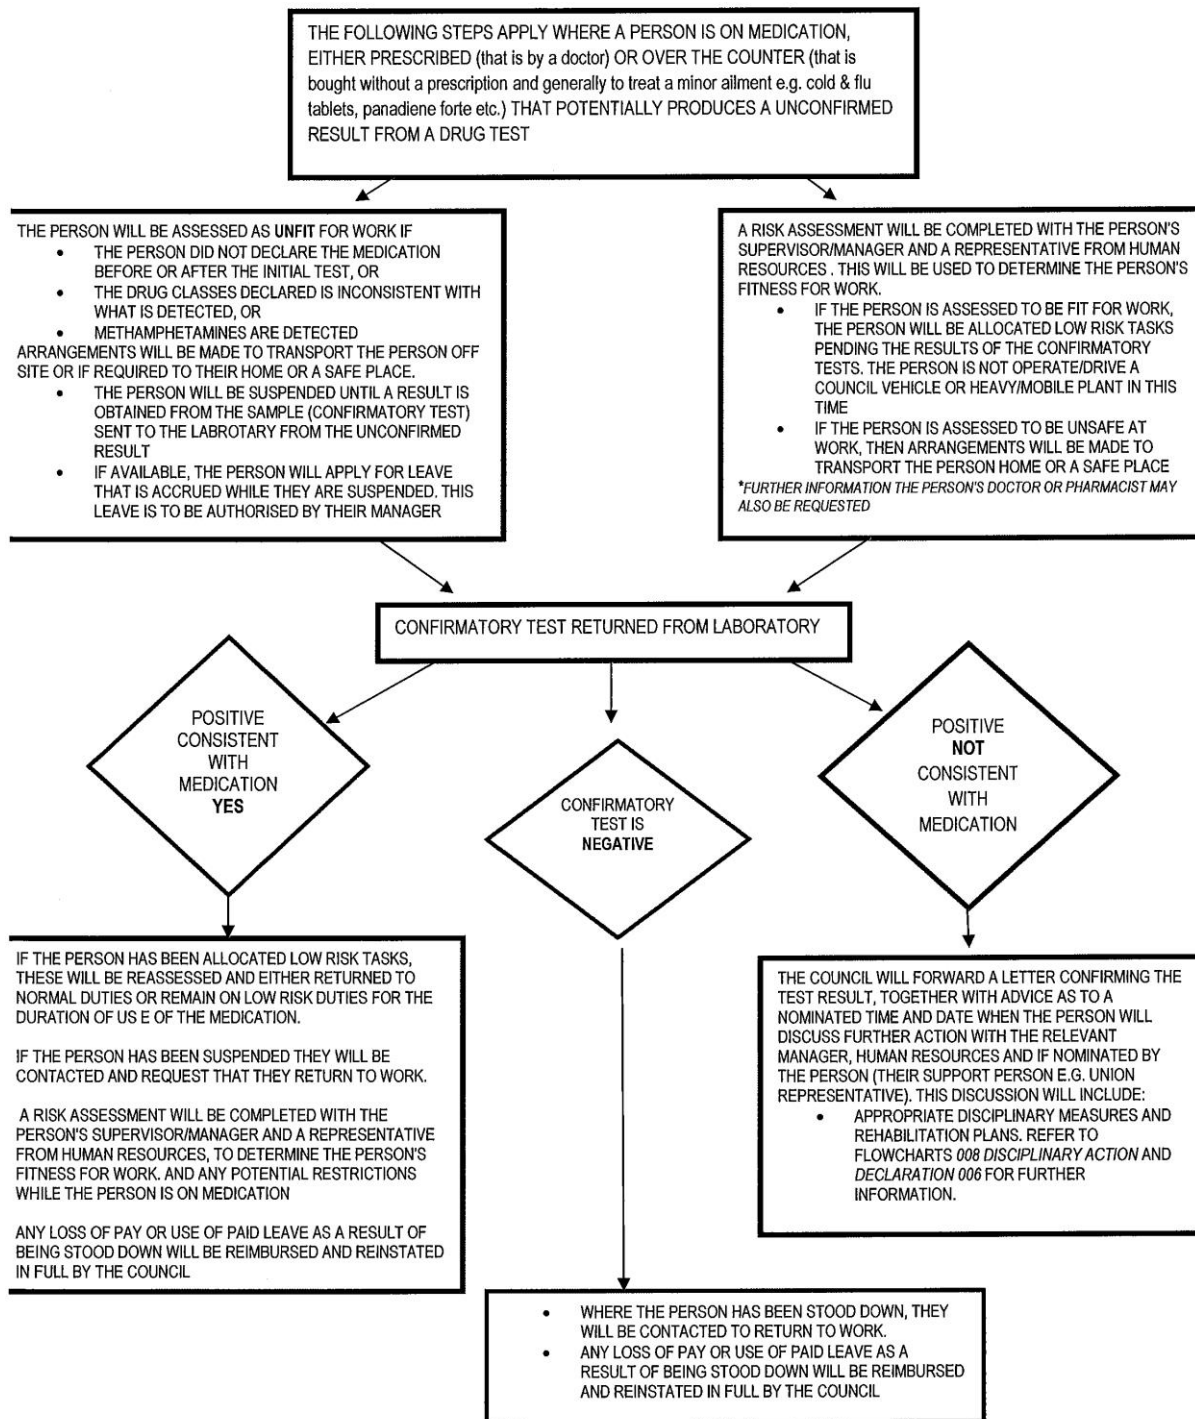 THE FOLLOWING STEPS APPLY WHERE A PERSON IS ON MEDICATION,
EITHER PRESCRIBED (that is by a doctor) OR OVER THE COUNTER (that is
bought without a prescription and generally to treat a minor ailment e.g. cold & flu
tablets, panadiene forte etc.) THAT POTENTIALLY PRODUCES A UNCONFIRMED
RESULT FROM A DRUG TEST
THE PERSON WILL BE ASSESSED AS UNFIT FOR WORK IF
• THE PERSON DID NOT DECLARE THE MEDICATION
BEFORE OR AFTER THE INITIAL TEST, OR
• THE DRUG CLASSES DECLARED IS INCONSISTENT WITH
WHAT IS DETECTED, OR
• METHAMPHETAMINES ARE DETECTED
ARRANGEMENTS WILL BE MADE TO TRANSPORT THE PERSON OFF
SITE OR IF REQUIRED TO THEIR HOME OR A SAFE PLACE.
• THE PERSON WILL BE SUSPENDED UNTIL A RESULT IS
OBTAINED FROM THE SAMPLE (CONFIRMATORY TEST)
SENT TO THE LABROTARY FROM THE UNCONFIRMED
RESULT
• IF AVAILABLE, THE PERSON WILL APPLY FOR LEAVE
THAT IS ACCRUED WHILE THEY ARE SUSPENDED. THIS
LEAVE IS TO BE AUTHORISED BY THEIR MANAGER
A RISK ASSESSMENT WILL BE COMPLETED WITH THE PERSON'S
SUPERVISOR/MANAGER AND A REPRESENTATIVE FROM HUMAN
RESOURCES . THIS WILL BE USED TO DETERMINE THE PERSON'S
FITNESS FOR WORK.
• IF THE PERSON IS ASSESSED TO BE FIT FOR WORK,
THE PERSON WILL BE ALLOCATED LOW RISK TASKS
PENDING THE RESULTS OF THE CONFIRMATORY
TESTS. THE PERSON IS NOT OPERATE/DRIVE A
COUNCIL VEHICLE OR HEAVY/MOBILE PLANT IN THIS
TIME
• IF THE PERSON IS ASSESSED TO BE UNSAFE AT
WORK, THEN ARRANGEMENTS WILL BE MADE TO
TRANSPORT THE PERSON HOME OR A SAFE PLACE
*FURTHER INFORMATION THE PERSON'S DOCTOR OR PHARMACIST MAY
ALSO BE REQUESTED
CONFIRMATORY TEST RETURNED FROM LABORATORY
POSITIVE
CONSISTENT
WITH
MEDICATION
YES
CONFIRMATORY
TEST IS
NEGATIVE
POSITIVE
NOT
CONSISTENT
WITH
MEDICATION
IF THE PERSON HAS BEEN ALLOCATED LOW RISK TASKS,
THESE WILL BE REASSESSED AND EITHER RETURNED TO
NORMAL DUTIES OR REMAIN ON LOW RISK DUTIES FOR THE
DURATION OF US E OF THE MEDICATION.
IF THE PERSON HAS BEEN SUSPENDED THEY WILL BE
CONTACTED AND REQUEST THAT THEY RETURN TO WORK.
A RISK ASSESSMENT WILL BE COMPLETED WITH THE
PERSON'S SUPERVISOR/MANAGER AND A REPRESENTATIVE
FROM HUMAN RESOURCES, TO DETERMINE THE PERSON'S
FITNESS FOR WORK. AND ANY POTENTIAL RESTRICTIONS
WHILE THE PERSON IS ON MEDICATION
ANY LOSS OF PAY OR USE OF PAID LEAVE AS A RESULT OF
BEING STOOD DOWN WILL BE REIMBURSED AND REINSTATED
IN FULL BY THE COUNCIL
THE COUNCIL WILL FORWARD A LETTER CONFIRMING THE
TEST RESULT, TOGETHER WITH ADVICE AS TO A
NOMINATED TIME AND DATE WHEN THE PERSON WILL
DISCUSS FURTHER ACTION WITH THE RELEVANT
MANAGER, HUMAN RESOURCES AND IF NOMINATED BY
THE PERSON (THEIR SUPPORT PERSON E.G. UNION
REPRESENTATIVE). THIS DISCUSSION WILL INCLUDE:
• APPROPRIATE DISCIPLINARY MEASURES AND
REHABILITATION PLANS. REFER TO
FLOWCHARTS 008 DISCIPLINARY ACTION AND
DECLARATION 006 FOR FURTHER
INFORMATION.
• WHERE THE PERSON HAS BEEN STOOD DOWN, THEY
WILL BE CONTACTED TO RETURN TO WORK.
• ANY LOSS OF PAY OR USE OF PAID LEAVE AS A
RESULT OF BEING STOOD DOWN WILL BE REIMBURSED
AND REINSTATED IN FULL BY THE COUNCIL